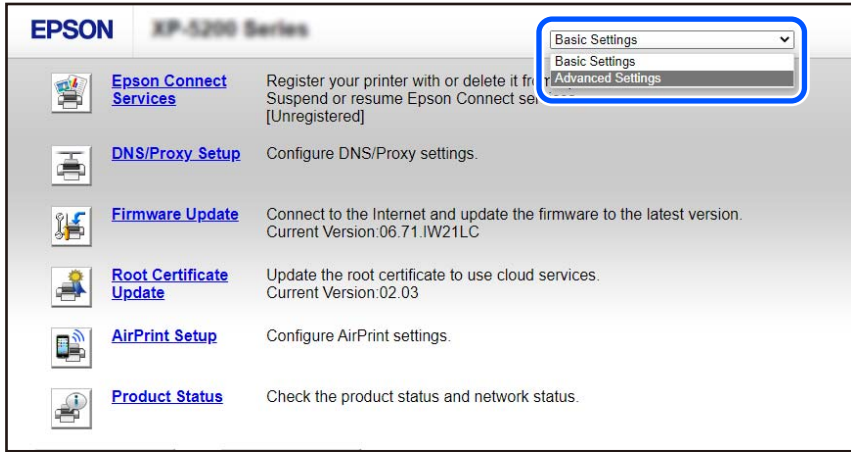 EPSON
XP-5200 Series
Basic Settings
Basic Settings
Advanced Settings
Epson Connect Services
Register your printer with or delete it from
Suspend or resume Epson Connect
[Unregistered]
DNS/Proxy Setup
Configure DNS/Proxy settings.
Firmware Update
Connect to the Internet and update the firmware to the latest version.
Current Version:06.71.IW21LC
Root Certificate
Update
Update the root certificate to use cloud services.
Current Version:02.03
AirPrint Setup
Configure AirPrint settings.
Product Status
Check the product status and network status.